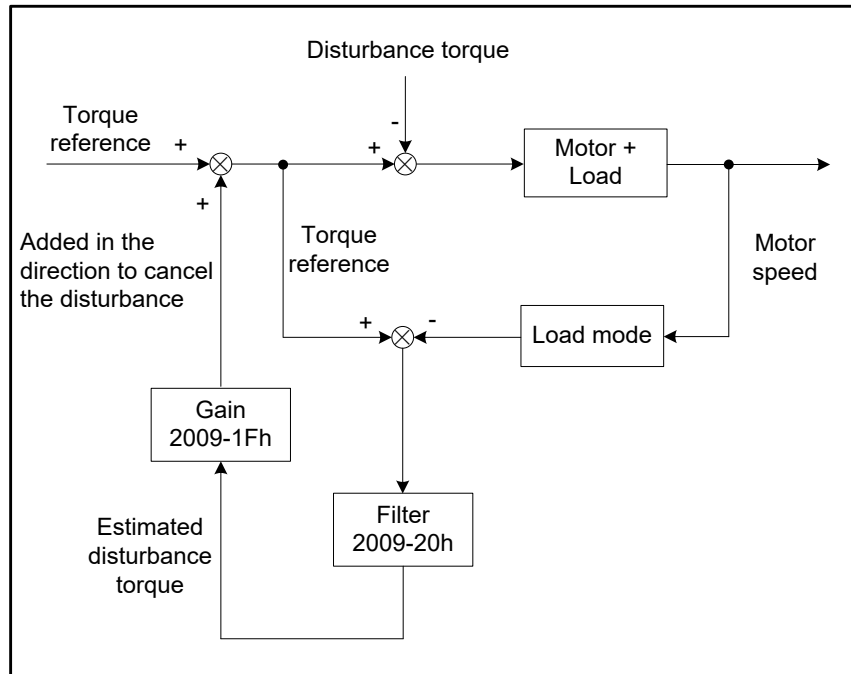 Disturbance torque
-
Torque
reference
+
+
+
Motor +
Load
Added in the
direction to cancel
the disturbance
Torque
reference
Motor
speed
+
-
Load mode
Gain
2009-1Fh
Filter
2009-20h
Estimated
disturbance
torque